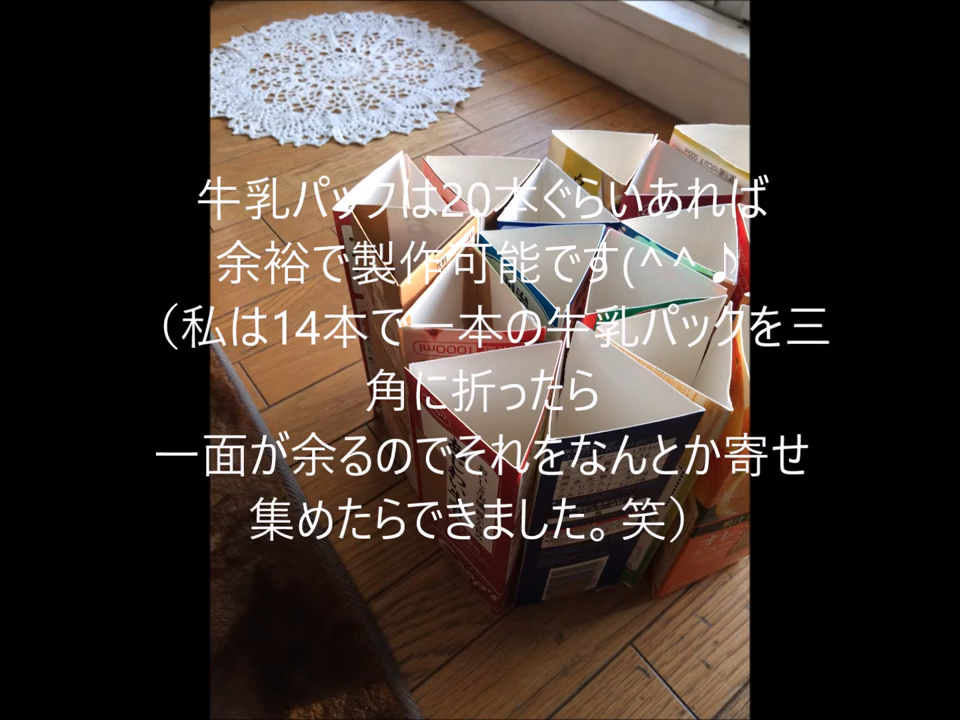 牛乳パックは20本ぐらいあれば
余裕で製作可能です(^^♪
（私は14本で一本の牛乳パックを三
角に折ったら
一面が余るのでそれをなんとか寄せ
集めたらできました。笑）
1000ml